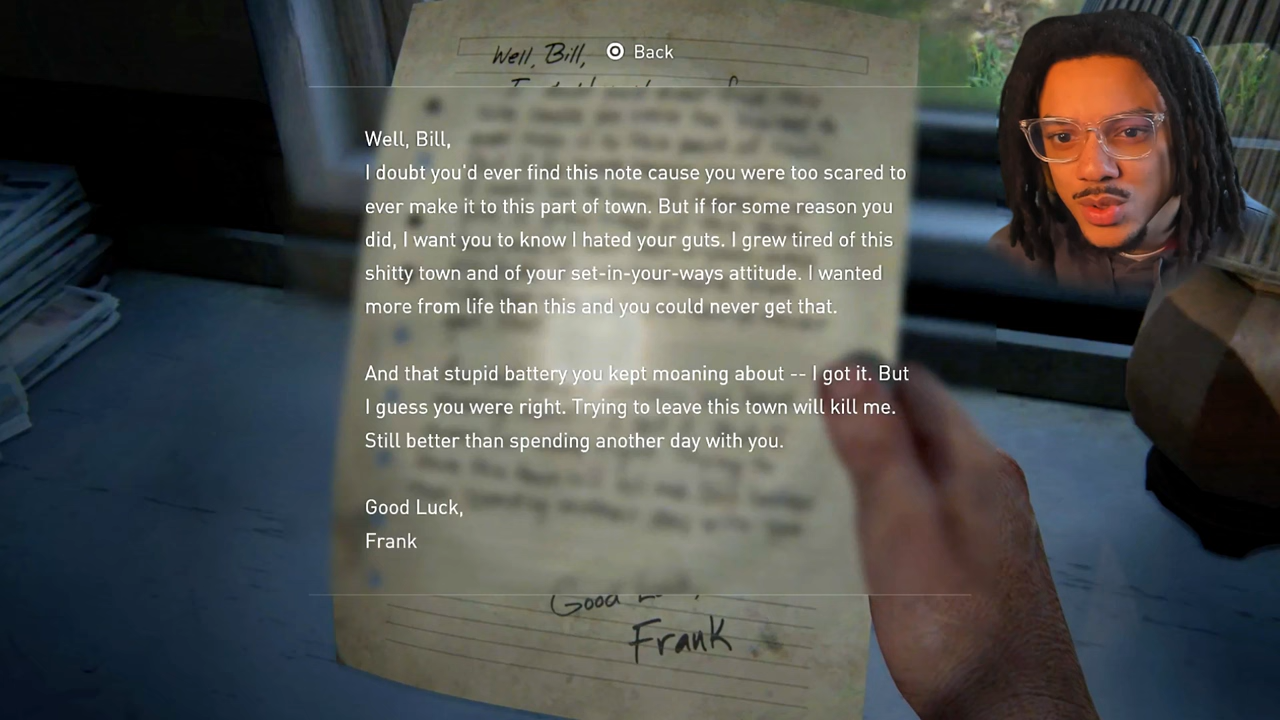 Well, Bill,
Back
Well, Bill,
I doubt you'd ever find this note cause you were too scared to
ever make it to this part of town. But if for some reason you
did, I want you to know I hated your guts. I grew tired of this
shitty town and of your set-in-your-ways attitude. I wanted
more from life than this and you could never get that.
And that stupid battery you kept moaning about -- I got it. But
I guess you were right. Trying to leave this town will kill me.
Still better than spending another day with you.
Good Luck,
Frank
Good
Frank